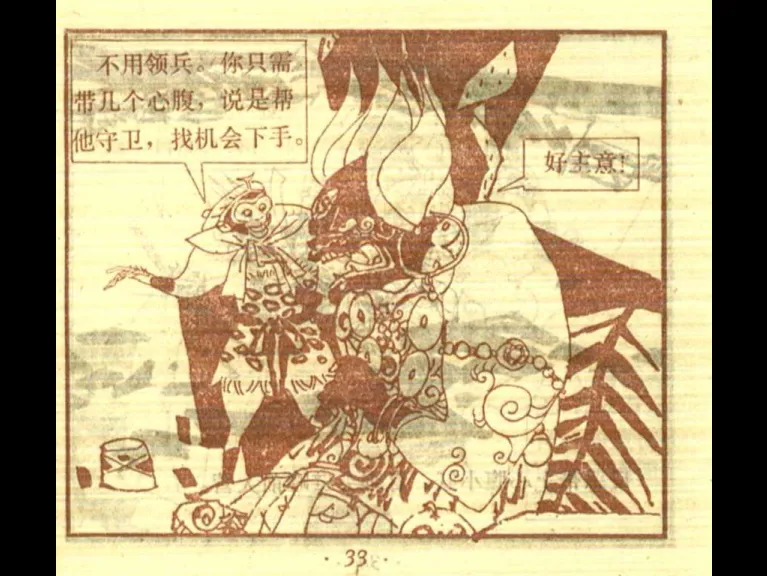 不用领兵。你只需
带几个心腹，说是帮
他守卫，找机会下手。
好主意!
·33·